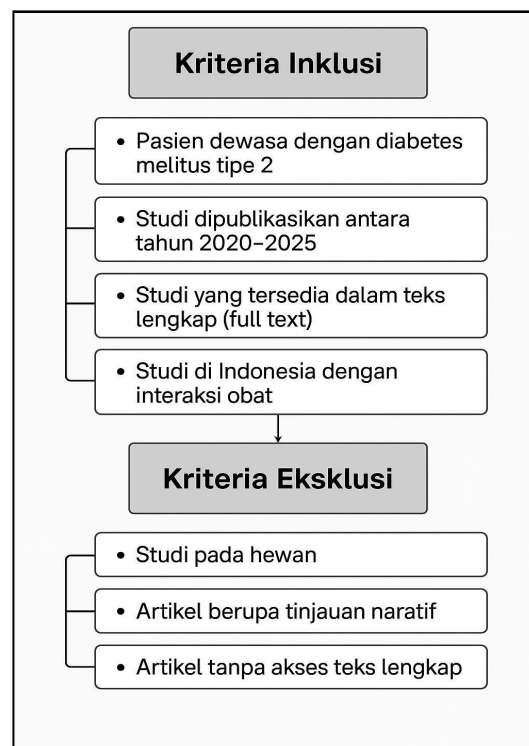 Kriteria Inklusi
• Pasien dewasa dengan diabetes
melitus tipe 2
• Studi dipublikasikan antara
tahun 2020–2025
• Studi yang tersedia dalam teks
lengkap (full text)
• Studi di Indonesia dengan
interaksi obat
Kriteria Eksklusi
• Studi pada hewan
• Artikel berupa tinjauan naratif
• Artikel tanpa akses teks lengkap